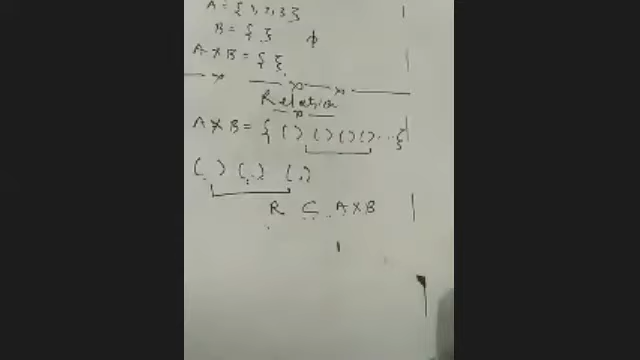 A = { 1, 2, 3 }
B = { } φ
A × B = { }
Relation
A × B = { ( ) ( ) ( ) ( ) ... }
( , ) ( , ) ( , )
R ⊆ A × B